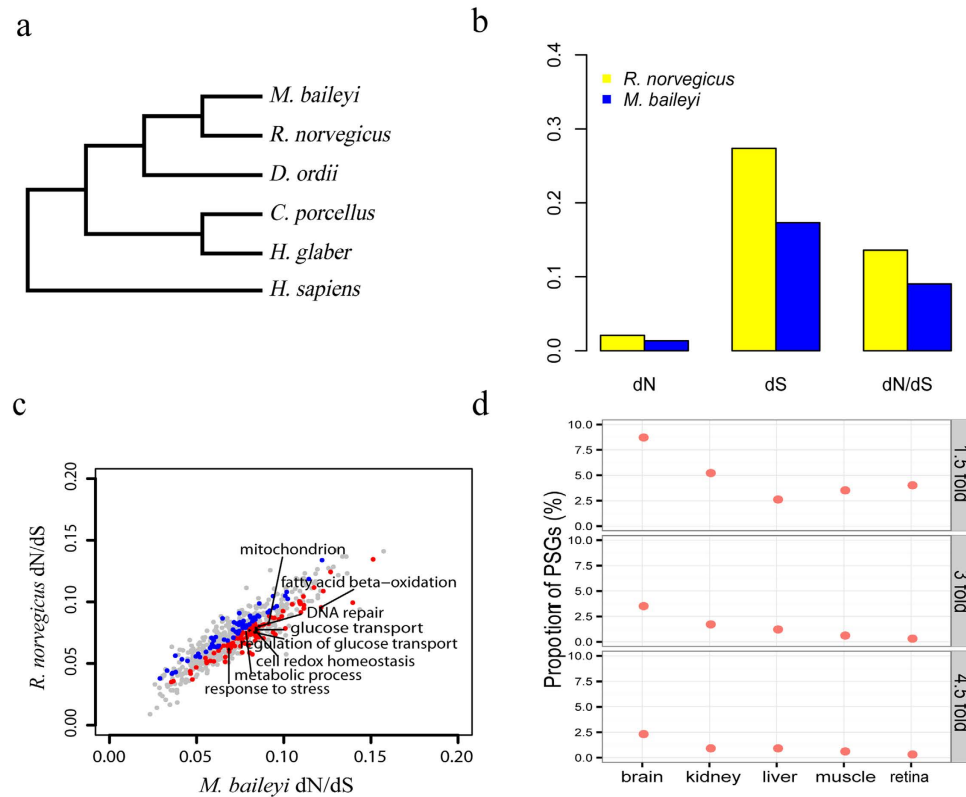 a
M. baileyi
R. norvegicus
D. ordii
C. porcellus
H. glaber
H. sapiens
b
0.4
0.3
0.2
0.1
0.0
R. norvegicus
M. baileyi
dN
dS
dN/dS
c
R. norvegicus dN/dS
0.20
0.15
0.10
0.05
0.00
mitochondrion
fatty acid beta-oxidation
DNA repair
glucose transport
regulation of glucose transport
cell redox homeostasis
metabolic process
response to stress
0.00
0.05
0.10
0.15
0.20
M. baileyi dN/dS
d
Proportion of PSGs (%)
10.0
7.5
5.0
2.5
0.0
1.5 fold
10.0
7.5
5.0
2.5
0.0
3 fold
10.0
7.5
5.0
2.5
0.0
4.5 fold
brain
kidney
liver
muscle
retina